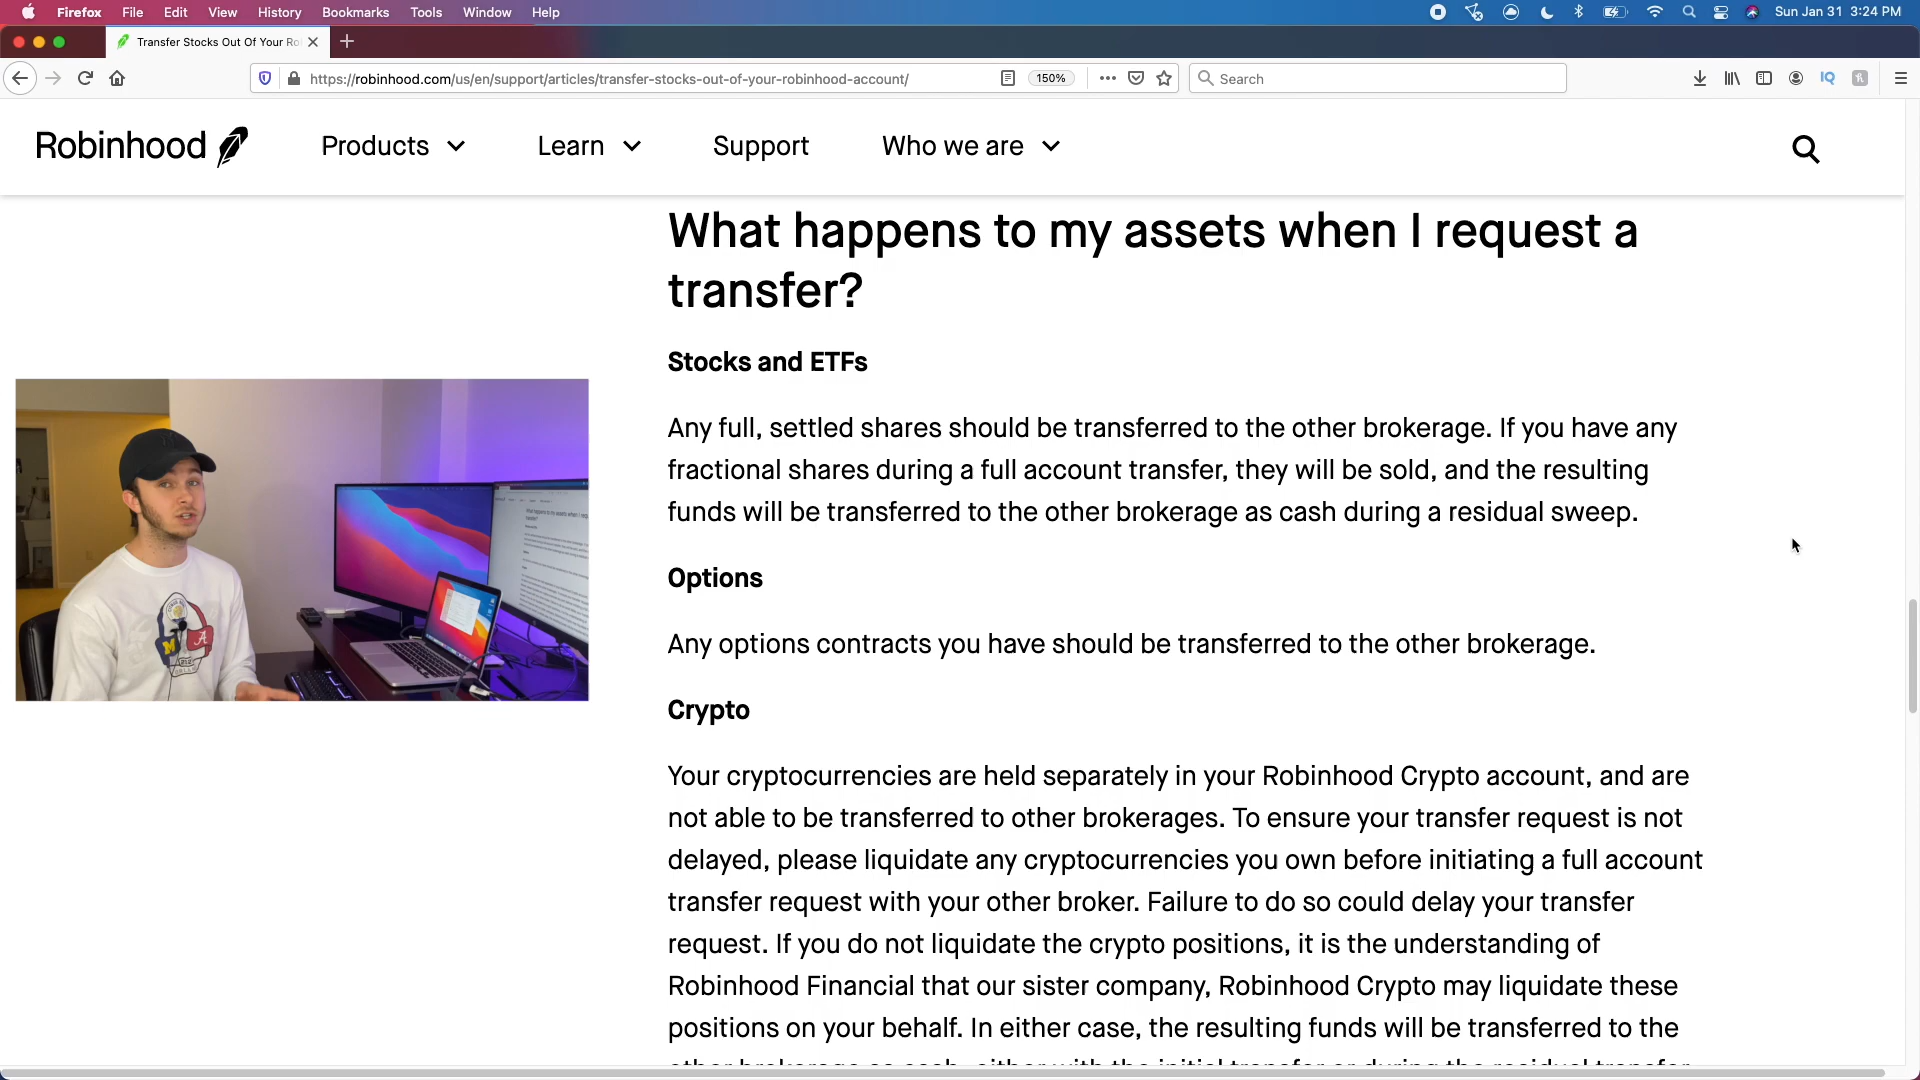 Firefox File Edit View History Bookmarks Tools Window Help Sun Jan 31 3:24 PM
Transfer Stocks Out Of Your Ro
https://robinhood.com/us/en/support/articles/transfer-stocks-out-of-your-robinhood-account/ 150% Search IQ
Robinhood Products Learn Support Who we are
What happens to my assets when I request a
transfer?
Stocks and ETFs
Any full, settled shares should be transferred to the other brokerage. If you have any
fractional shares during a full account transfer, they will be sold, and the resulting
funds will be transferred to the other brokerage as cash during a residual sweep.
Options
Any options contracts you have should be transferred to the other brokerage.
Crypto
Your cryptocurrencies are held separately in your Robinhood Crypto account, and are
not able to be transferred to other brokerages. To ensure your transfer request is not
delayed, please liquidate any cryptocurrencies you own before initiating a full account
transfer request with your other broker. Failure to do so could delay your transfer
request. If you do not liquidate the crypto positions, it is the understanding of
Robinhood Financial that our sister company, Robinhood Crypto may liquidate these
positions on your behalf. In either case, the resulting funds will be transferred to the
M A